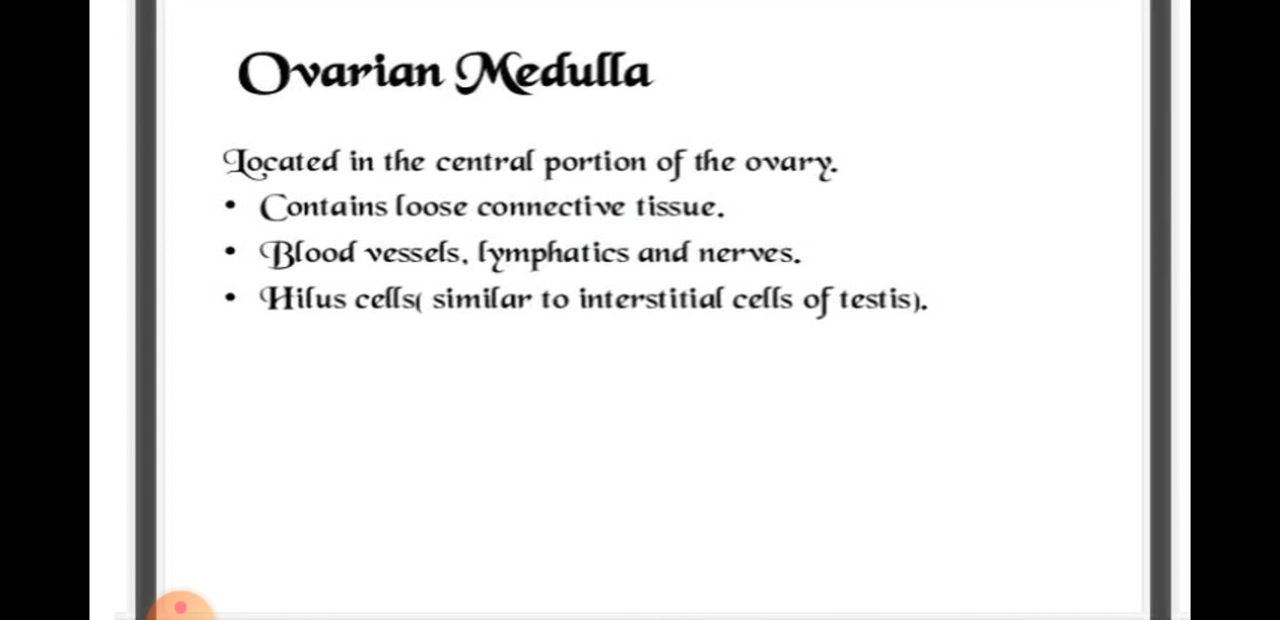 Ovarian Medulla
Located in the central portion of the ovary.
• Contains loose connective tissue.
• Blood vessels, lymphatics and nerves.
• Hilus cells( similar to interstitial cells of testis).